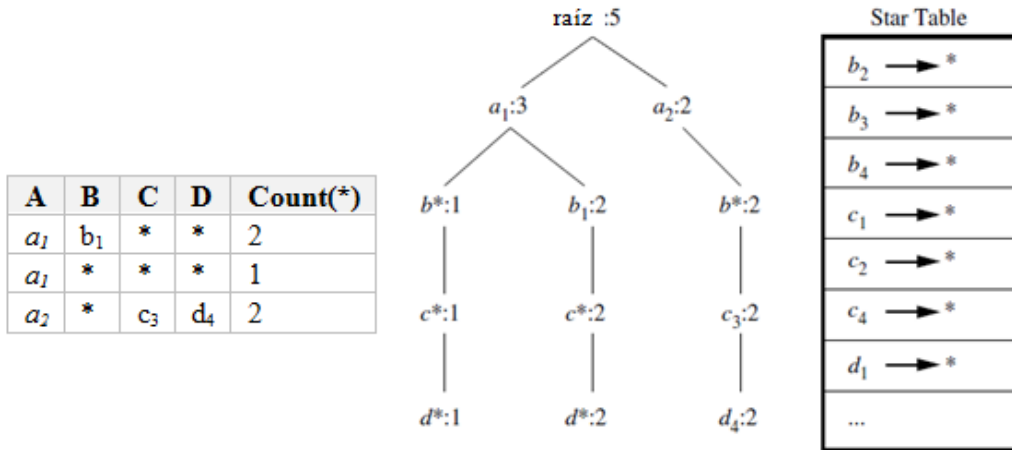 A B C D Count(*)
a₁ b₁ * * 2
a₁ * * * 1
a₂ * c₃ d₄ 2
raíz :5
a₁:3 a₂:2
b*:1 b₁:2 b*:2
c*:1 c*:2 c₃:2
d*:1 d*:2 d₄:2
Star Table
b₂ → *
b₃ → *
b₄ → *
c₁ → *
c₂ → *
c₄ → *
d₁ → *
...